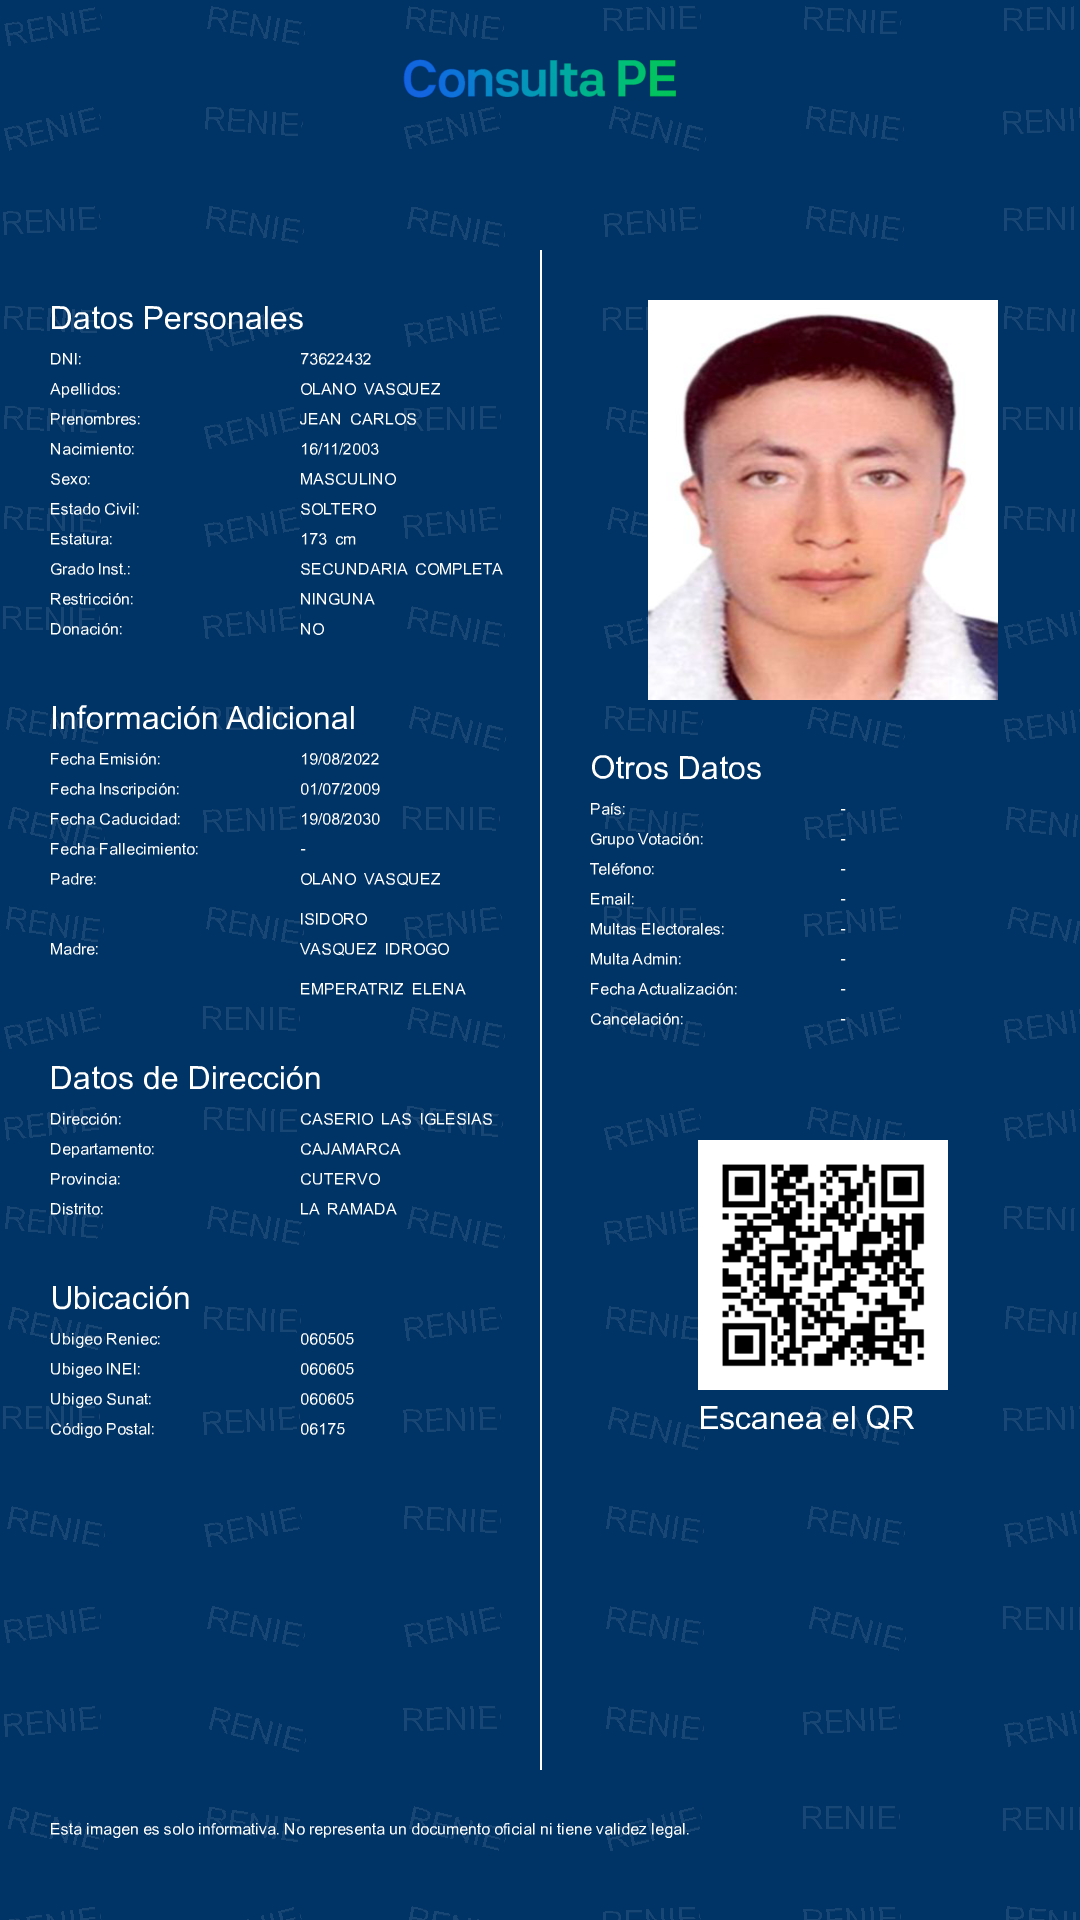 Consulta PE
Datos Personales
DNI: 73622432
Apellidos: OLANO VASQUEZ
Prenombres: JEAN CARLOS
Nacimiento: 16/11/2003
Sexo: MASCULINO
Estado Civil: SOLTERO
Estatura: 173 cm
Grado Inst.: SECUNDARIA COMPLETA
Restricción: NINGUNA
Donación: NO
Información Adicional
Fecha Emisión: 19/08/2022
Fecha Inscripción: 01/07/2009
Fecha Caducidad: 19/08/2030
Fecha Fallecimiento: -
Padre: OLANO VASQUEZ
ISIDORO
Madre: VASQUEZ IDROGO
EMPERATRIZ ELENA
Datos de Dirección
Dirección: CASERIO LAS IGLESIAS
Departamento: CAJAMARCA
Provincia: CUTERVO
Distrito: LA RAMADA
Ubicación
Ubigeo Reniec: 060505
Ubigeo INEI: 060605
Ubigeo Sunat: 060605
Código Postal: 06175
Otros Datos
País: -
Grupo Votación: -
Teléfono: -
Email: -
Multas Electorales: -
Multa Admin: -
Fecha Actualización: -
Cancelación: -
Escanea el QR
Esta imagen es solo informativa. No representa un documento oficial ni tiene validez legal.